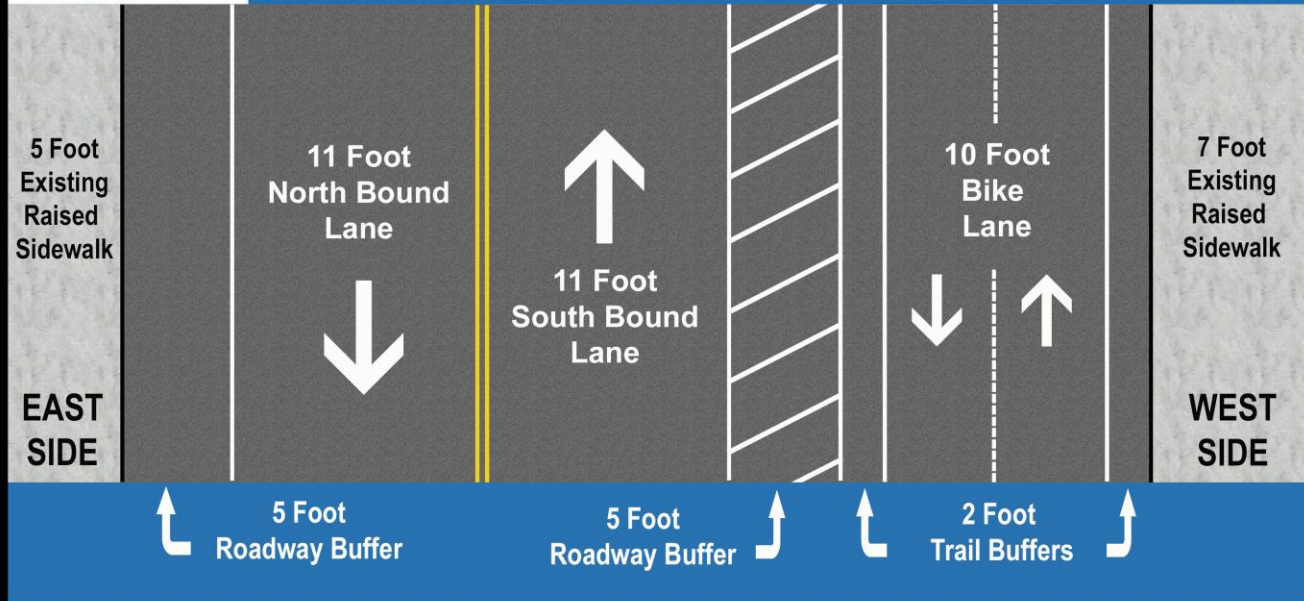 5 Foot
Existing
Raised
Sidewalk
EAST
SIDE
11 Foot
North Bound
Lane
11 Foot
South Bound
Lane
10 Foot
Bike
Lane
7 Foot
Existing
Raised
Sidewalk
WEST
SIDE
5 Foot
Roadway Buffer
5 Foot
Roadway Buffer
2 Foot
Trail Buffers